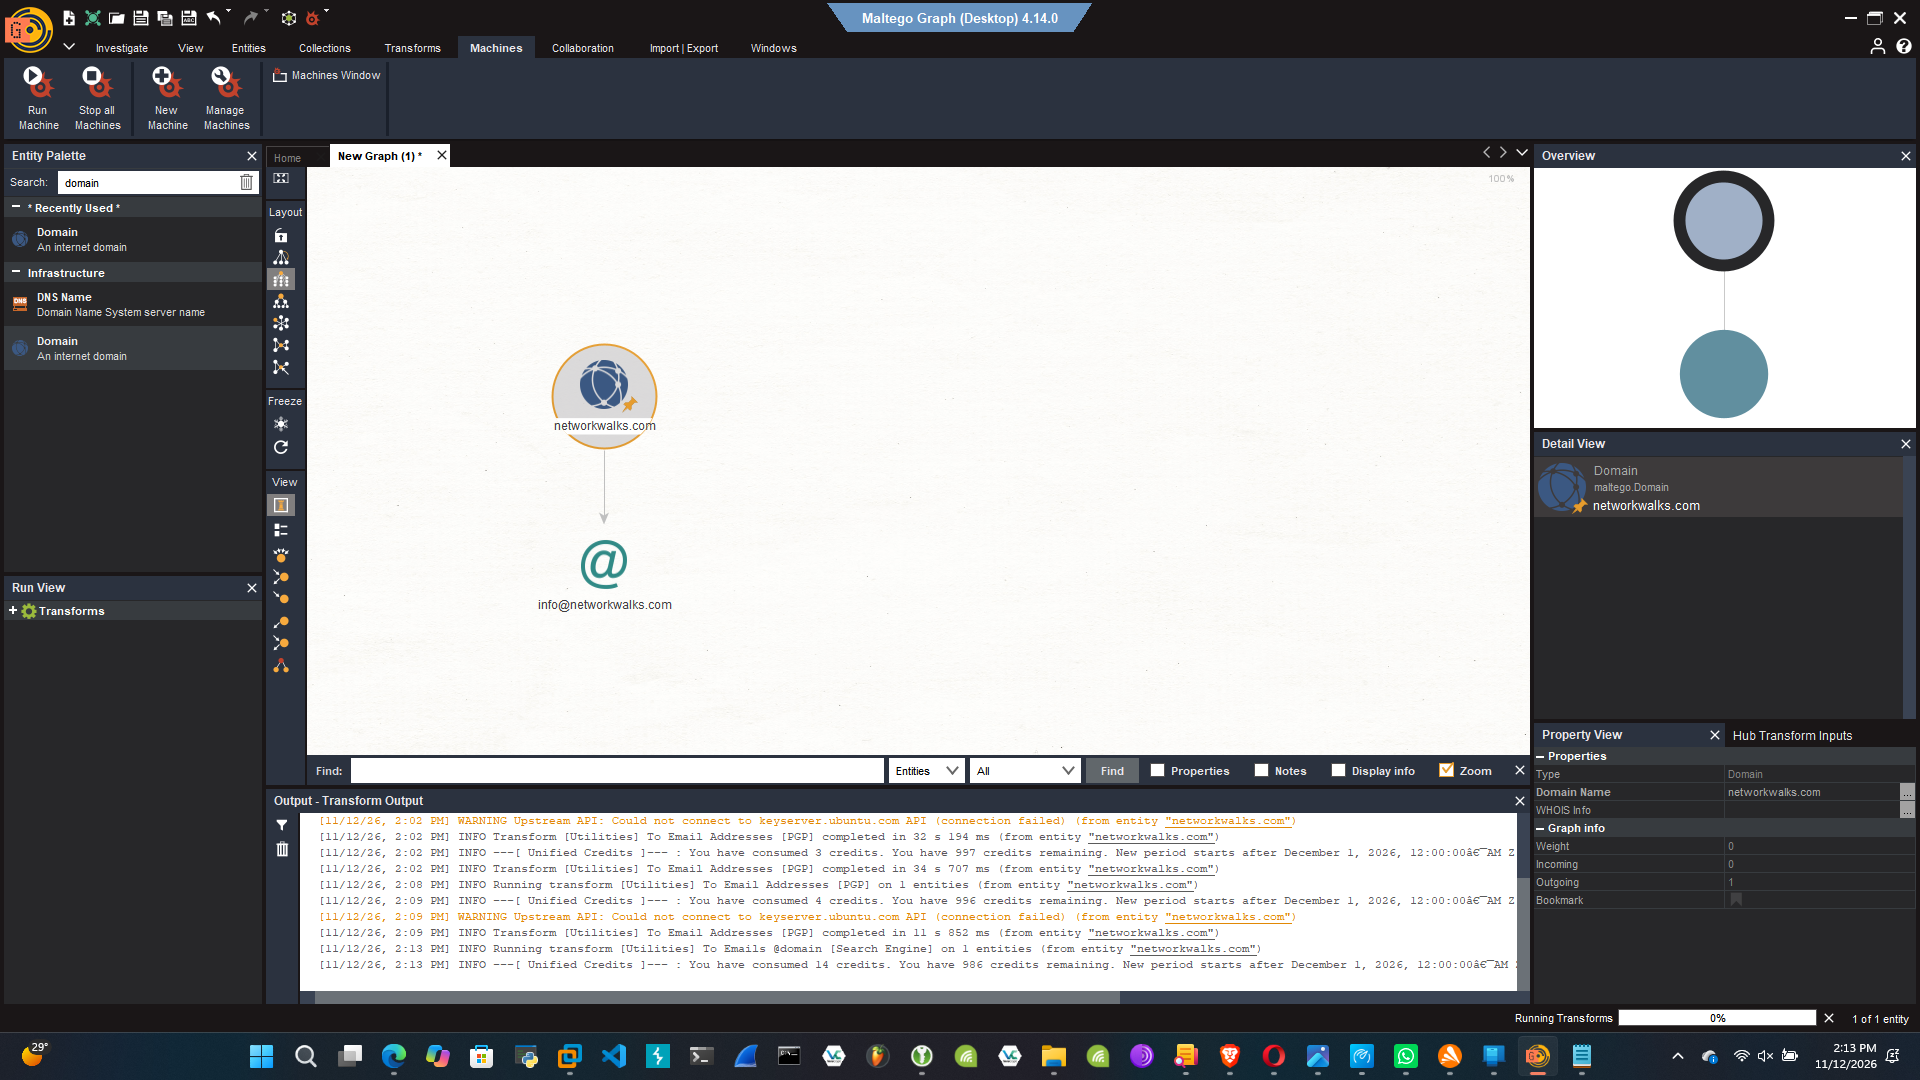 Maltego Graph (Desktop) 4.14.0
Investigate View Entities Collections Transforms Machines Collaboration Import | Export Windows
Run Machine
Stop all Machines
New Machine
Manage Machines
Machines Window
Entity Palette
Search: domain
* Recently Used *
Domain
An internet domain
Infrastructure
DNS Name
Domain Name System server name
Domain
An internet domain
Run View
Transforms
Home
New Graph (1) *
Layout
Freeze
View
100%
networkwalks.com
@
info@networkwalks.com
Find: Entities All Find Properties Notes Display info Zoom
Output - Transform Output
[11/12/26, 2:02 PM] WARNING Upstream API: Could not connect to keyserver.ubuntu.com API (connection failed) (from entity "networkwalks.com")
[11/12/26, 2:02 PM] INFO Transform [Utilities] To Email Addresses [PGP] completed in 32 s 194 ms (from entity "networkwalks.com")
[11/12/26, 2:02 PM] INFO ---[ Unified Credits ]--- : You have consumed 3 credits. You have 997 credits remaining. New period starts after December 1, 2026, 12:00:00â€¯AM Z
[11/12/26, 2:02 PM] INFO Transform [Utilities] To Email Addresses [PGP] completed in 34 s 707 ms (from entity "networkwalks.com")
[11/12/26, 2:08 PM] INFO Running transform [Utilities] To Email Addresses [PGP] on 1 entities (from entity "networkwalks.com")
[11/12/26, 2:09 PM] INFO ---[ Unified Credits ]--- : You have consumed 4 credits. You have 996 credits remaining. New period starts after December 1, 2026, 12:00:00â€¯AM Z
[11/12/26, 2:09 PM] WARNING Upstream API: Could not connect to keyserver.ubuntu.com API (connection failed) (from entity "networkwalks.com")
[11/12/26, 2:09 PM] INFO Transform [Utilities] To Email Addresses [PGP] completed in 11 s 852 ms (from entity "networkwalks.com")
[11/12/26, 2:13 PM] INFO Running transform [Utilities] To Emails @domain [Search Engine] on 1 entities (from entity "networkwalks.com")
[11/12/26, 2:13 PM] INFO ---[ Unified Credits ]--- : You have consumed 14 credits. You have 986 credits remaining. New period starts after December 1, 2026, 12:00:00â€¯AM
Overview
Detail View
Domain
maltego.Domain
networkwalks.com
Property View
Hub Transform Inputs
Properties
Type Domain
Domain Name networkwalks.com ...
WHOIS Info ...
Graph info
Weight 0
Incoming 0
Outgoing 1
Bookmark
Running Transforms 0% 1 of 1 entity
29°
2:13 PM
11/12/2026